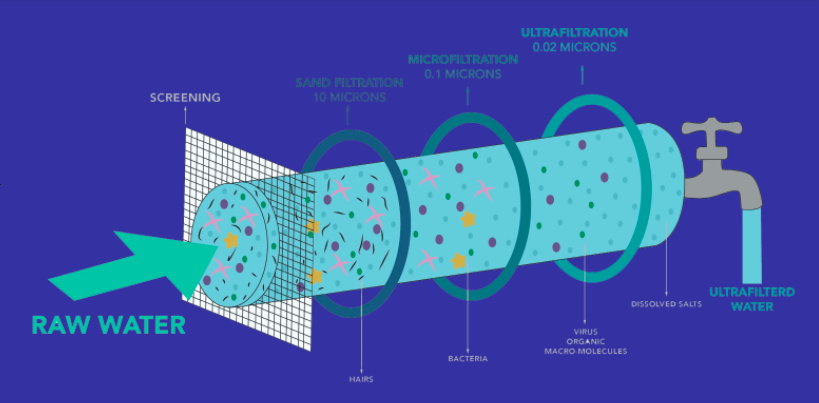 ULTRAFILTRATION
0.02 MICRONS
MICROFILTRATION
0.1 MICRONS
SAND FILTRATION
10 MICRONS
SCREENING
RAW WATER
HAIRS
BACTERIA
VIRUS
ORGANIC
MACRO-MOLECULES
DISSOLVED SALTS
ULTRAFILTERD
WATER